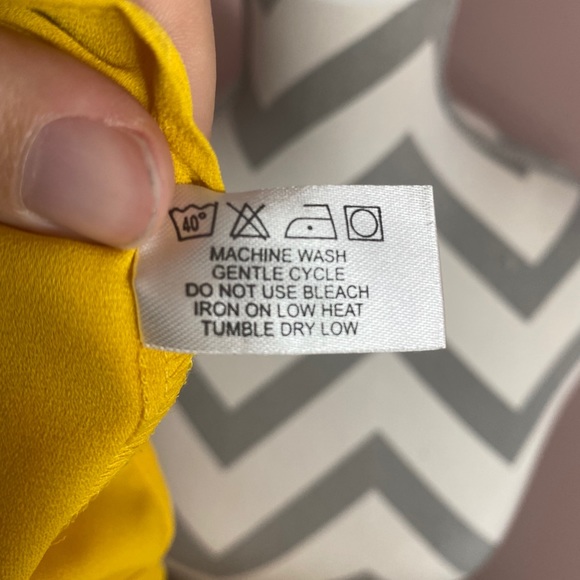 40°
MACHINE WASH
GENTLE CYCLE
DO NOT USE BLEACH
IRON ON LOW HEAT
TUMBLE DRY LOW